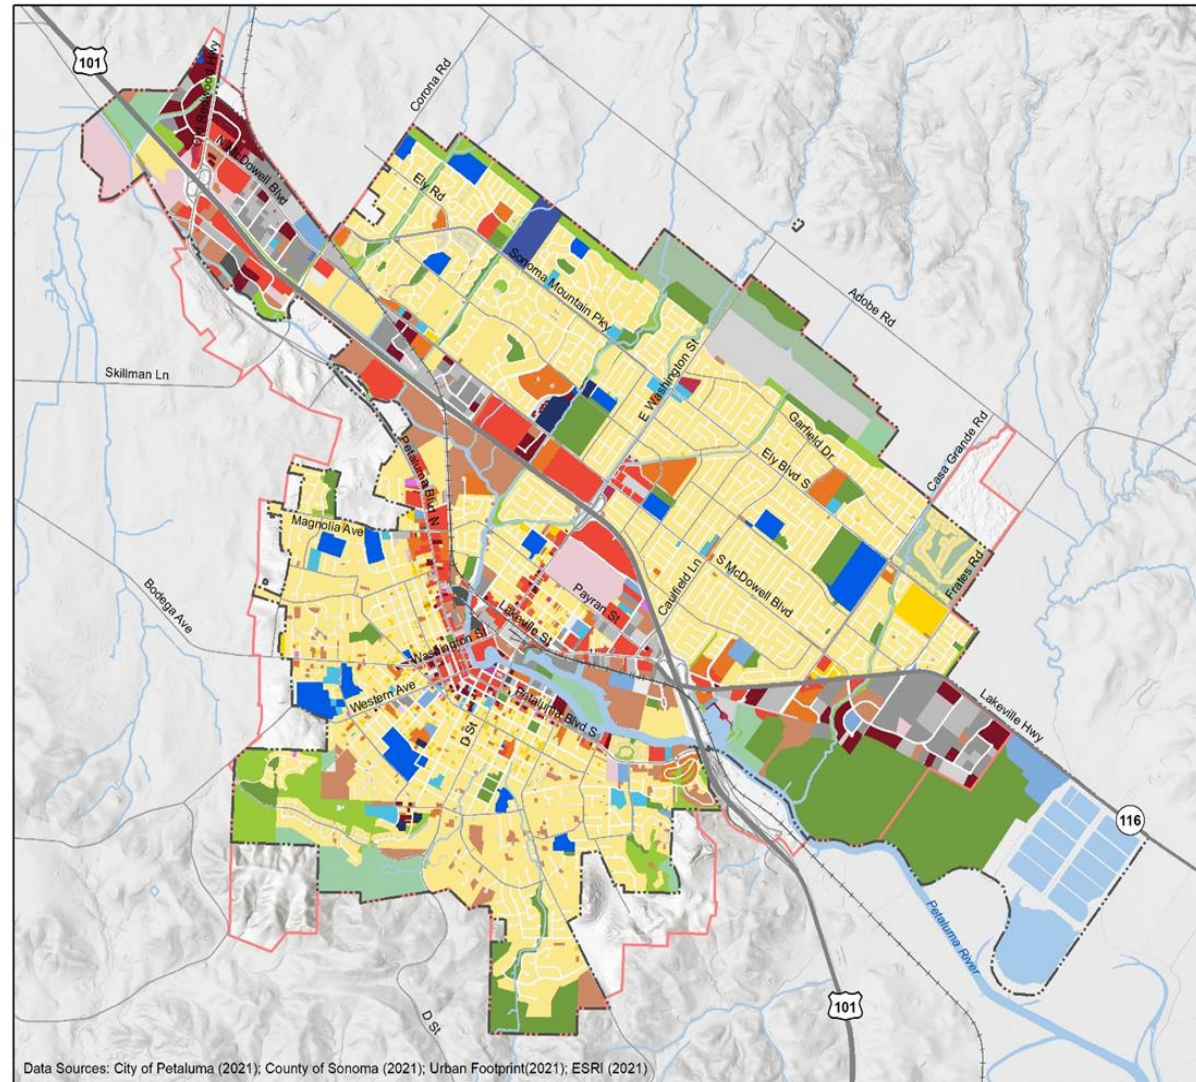 101
Corona Rd
Old Redwood Hwy
N McDowell Blvd
Ely Rd
Sonoma Mountain Pky
Adobe Rd
Skillman Ln
E Washington St
Garfield Dr
Ely Blvd S
Casa Grande Rd
Petaluma Blvd N
Magnolia Ave
Frates Rd
S McDowell Blvd
Caulfield Ln
Payran St
Bodega Ave
Lakeville St
Washington St
Western Ave
Petaluma Blvd S
D St
Lakeville Hwy
116
Petaluma River
101
D St
Data Sources: City of Petaluma (2021); County of Sonoma (2021); Urban Footprint(2021); ESRI (2021)